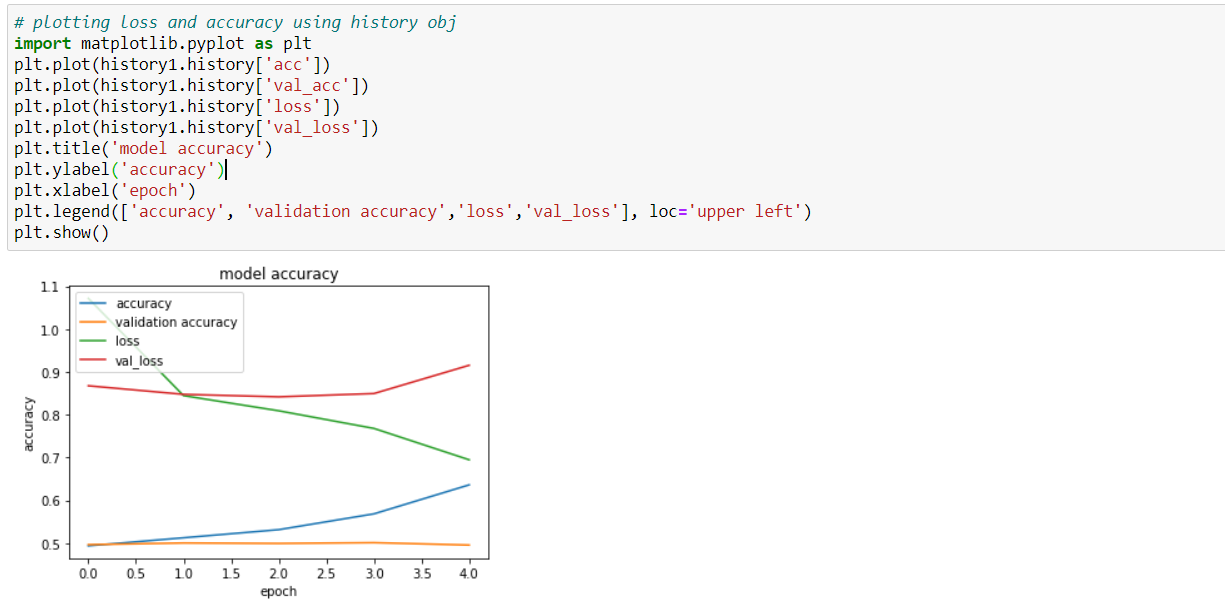 # plotting loss and accuracy using history obj
import matplotlib.pyplot as plt
plt.plot(history1.history['acc'])
plt.plot(history1.history['val_acc'])
plt.plot(history1.history['loss'])
plt.plot(history1.history['val_loss'])
plt.title('model accuracy')
plt.ylabel('accuracy')
plt.xlabel('epoch')
plt.legend(['accuracy', 'validation accuracy','loss','val_loss'], loc='upper left')
plt.show()
model accuracy
accuracy
validation accuracy
loss
val_loss
1.1
1.0
0.9
0.8
0.7
0.6
0.5
accuracy
0.0 0.5 1.0 1.5 2.0 2.5 3.0 3.5 4.0
epoch